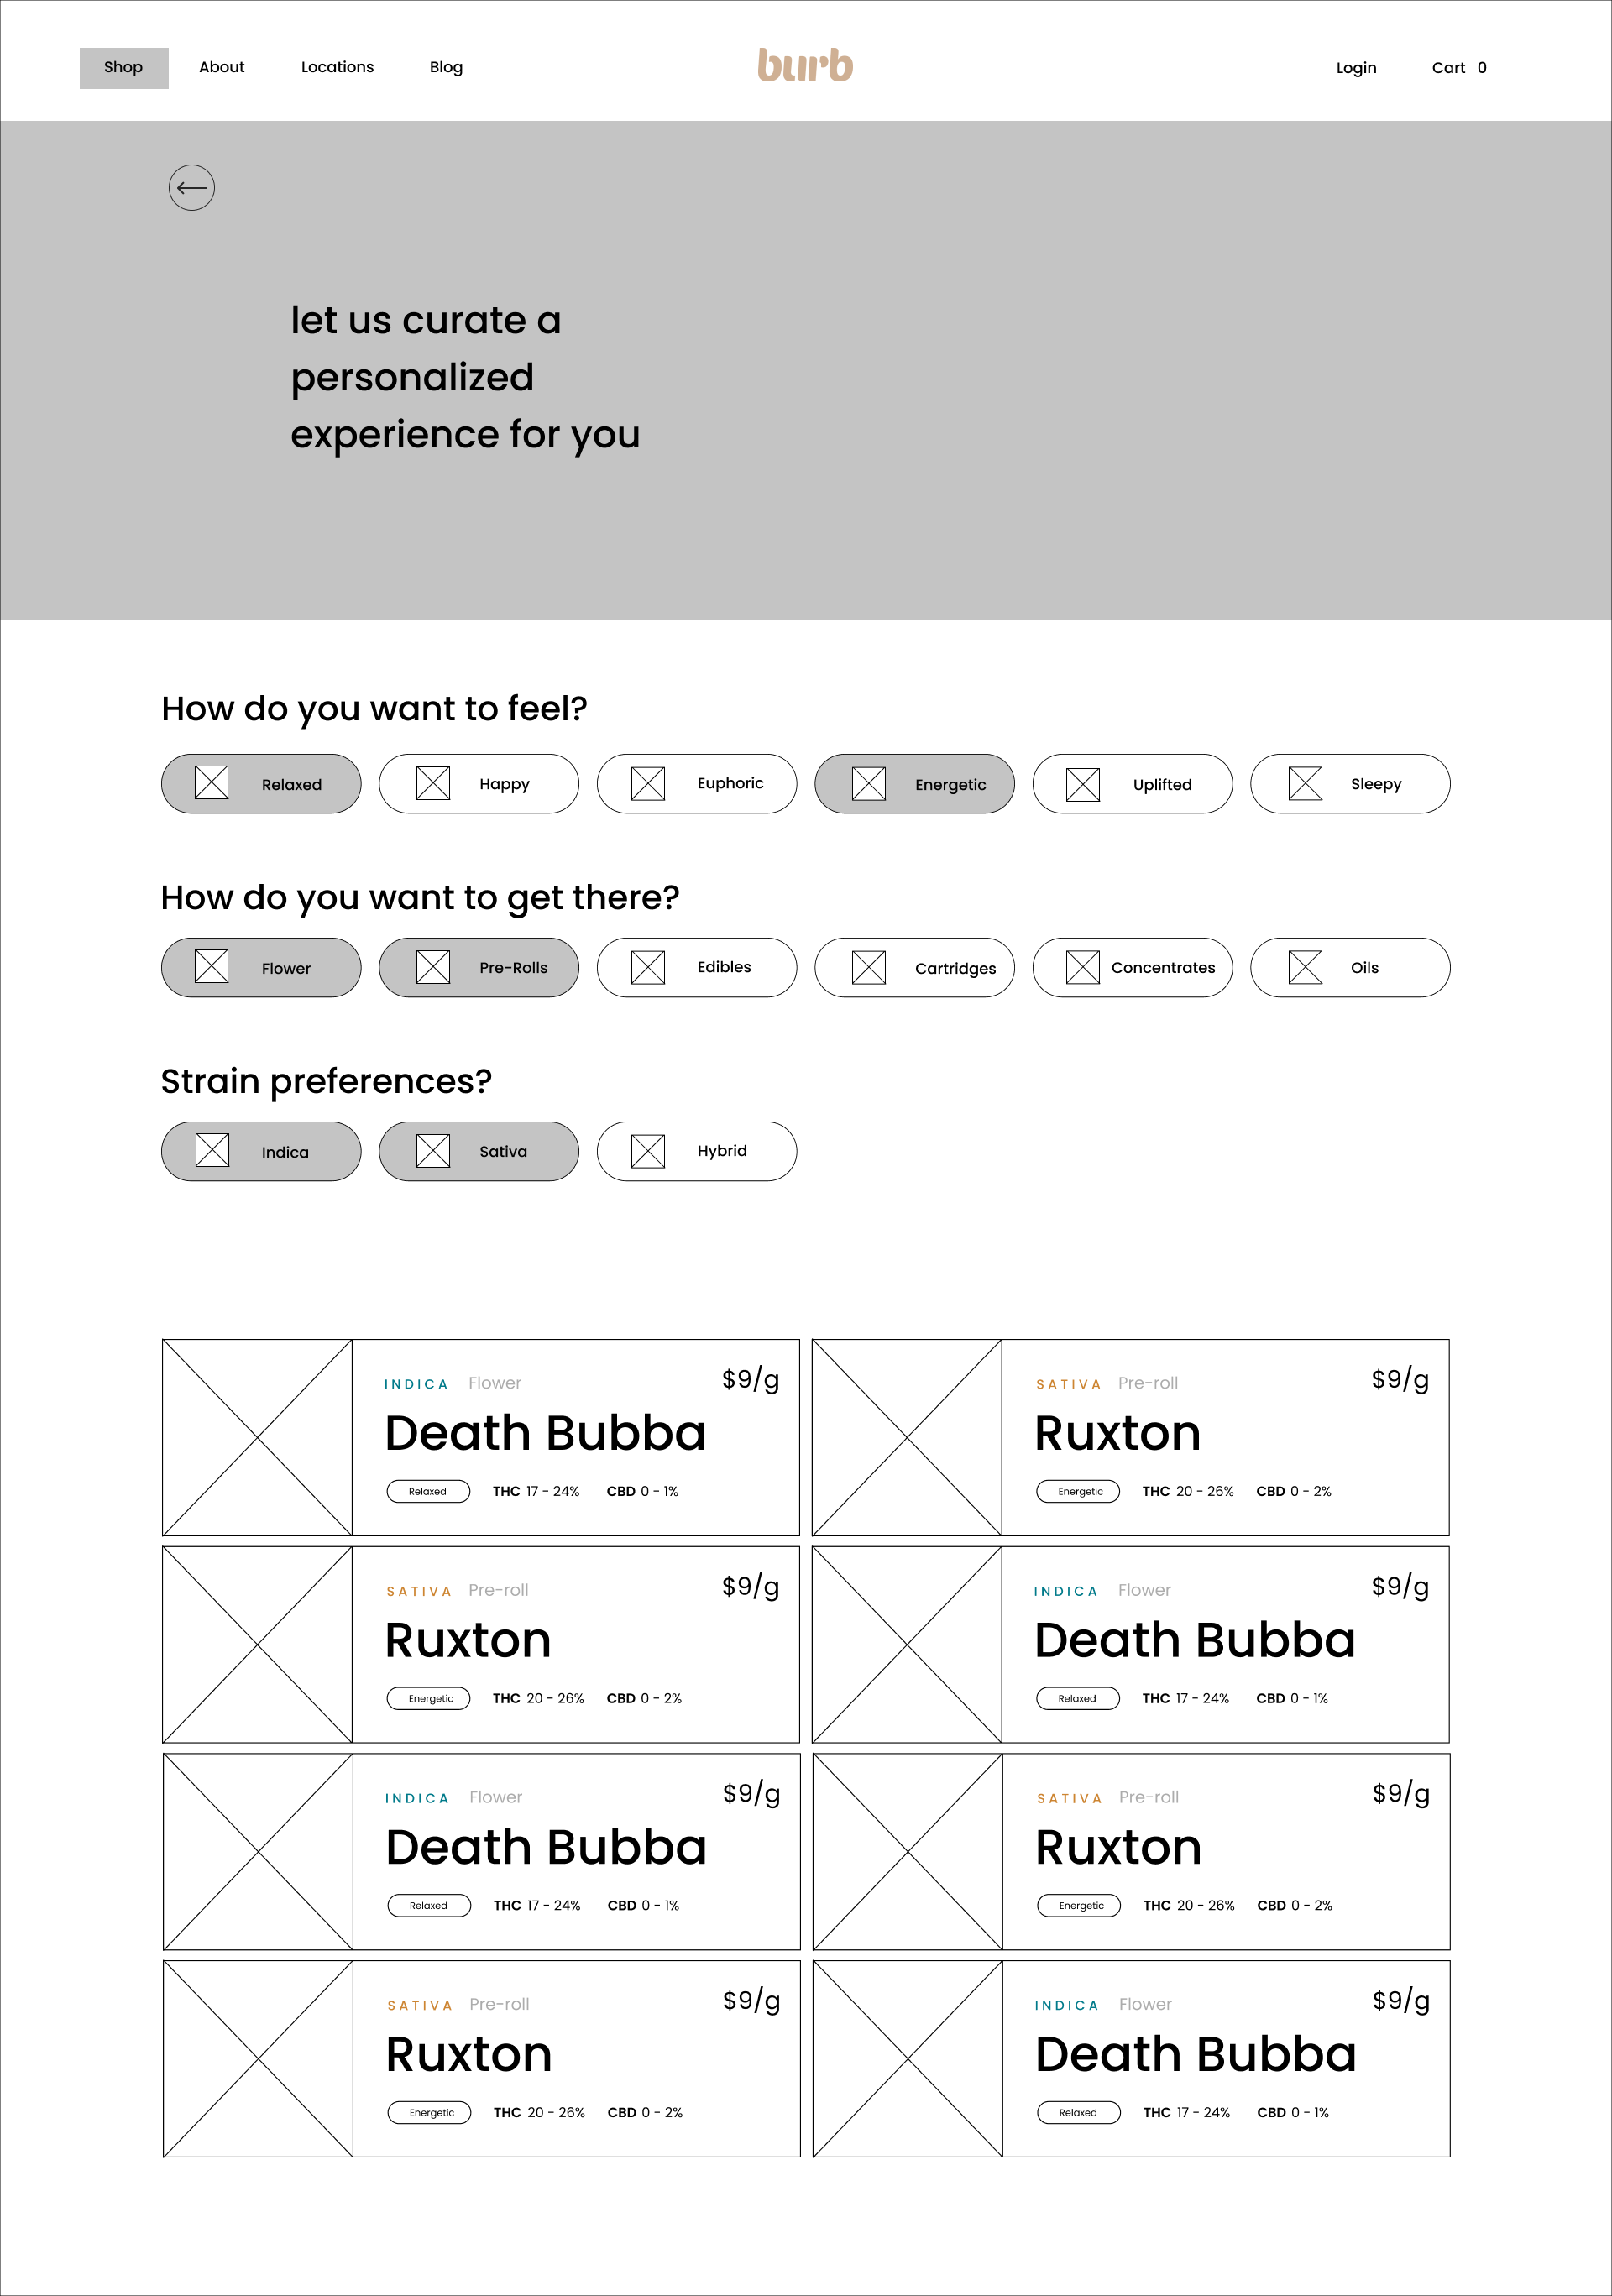 Shop About Locations Blog burb Login Cart 0
let us curate a
personalized
experience for you
How do you want to feel?
Relaxed Happy Euphoric Energetic Uplifted Sleepy
How do you want to get there?
Flower Pre-Rolls Edibles Cartridges Concentrates Oils
Strain preferences?
Indica Sativa Hybrid
INDICA Flower $9/g
Death Bubba
Relaxed THC 17 - 24% CBD 0 - 1%
SATIVA Pre-roll $9/g
Ruxton
Energetic THC 20 - 26% CBD 0 - 2%
SATIVA Pre-roll $9/g
Ruxton
Energetic THC 20 - 26% CBD 0 - 2%
INDICA Flower $9/g
Death Bubba
Relaxed THC 17 - 24% CBD 0 - 1%
INDICA Flower $9/g
Death Bubba
Relaxed THC 17 - 24% CBD 0 - 1%
SATIVA Pre-roll $9/g
Ruxton
Energetic THC 20 - 26% CBD 0 - 2%
SATIVA Pre-roll $9/g
Ruxton
Energetic THC 20 - 26% CBD 0 - 2%
INDICA Flower $9/g
Death Bubba
Relaxed THC 17 - 24% CBD 0 - 1%